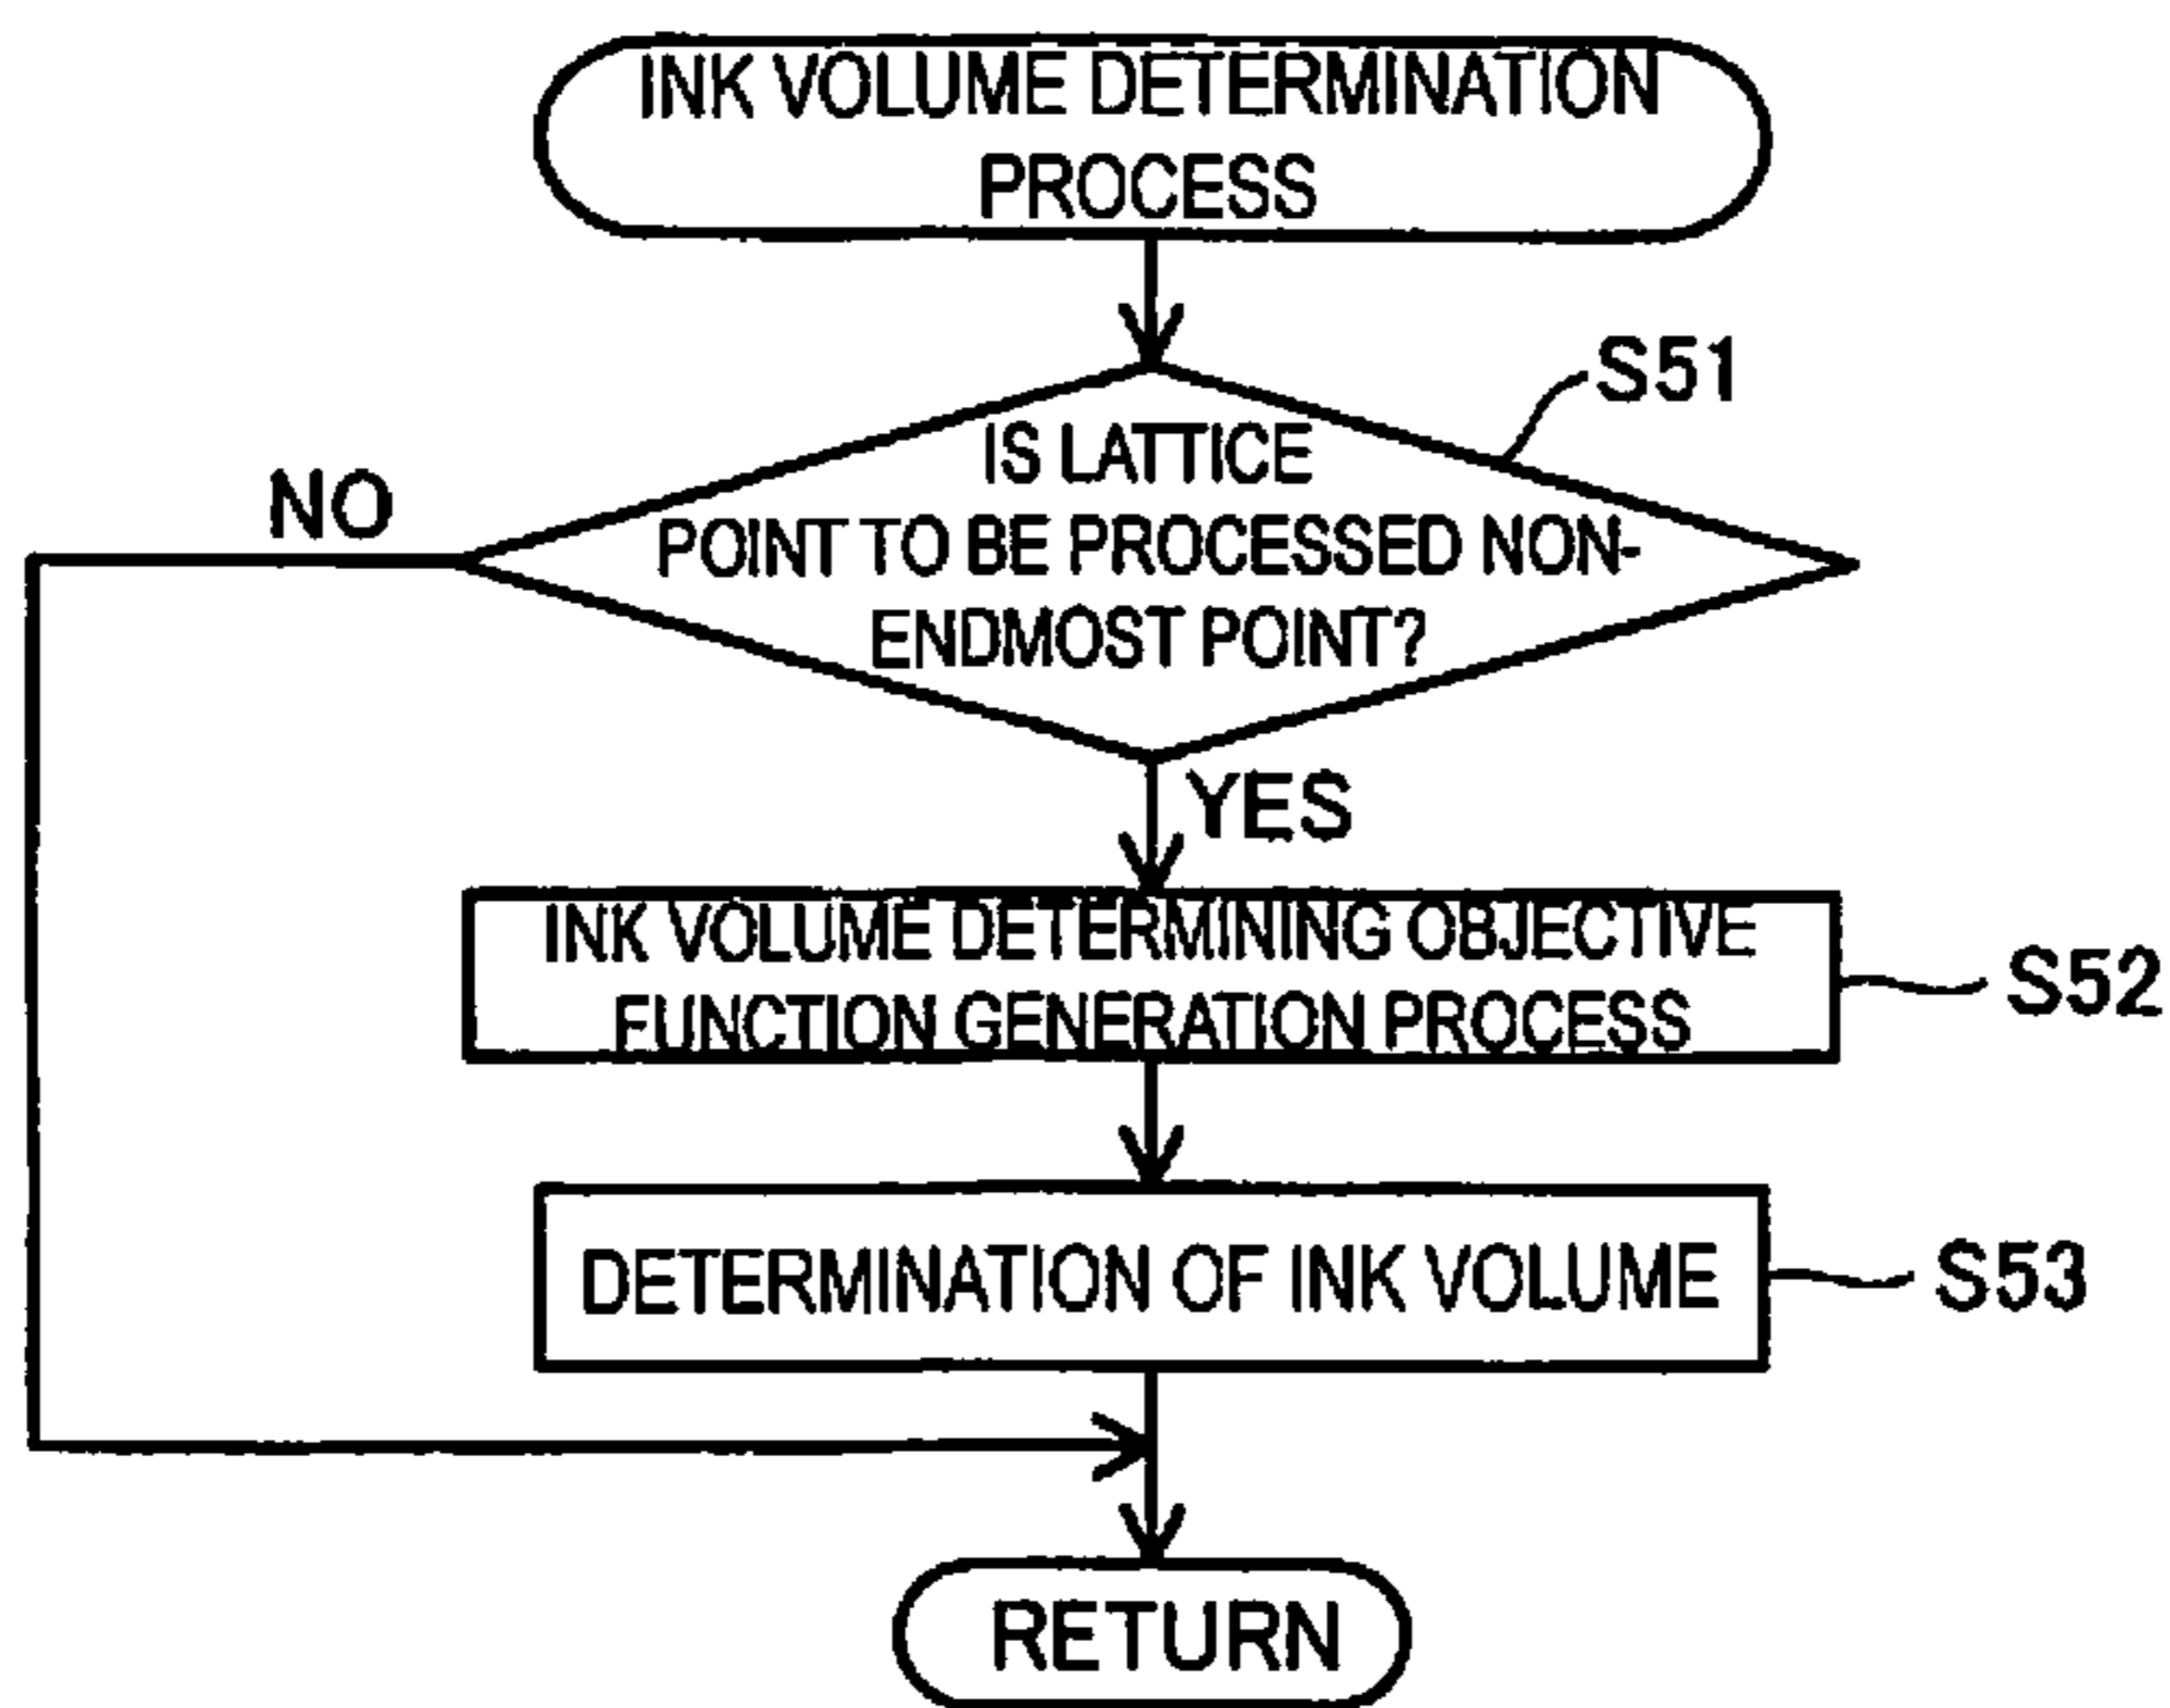 INK VOLUME DETERMINATION
PROCESS
S51
IS LATTICE
POINT TO BE PROCESSED NON-
ENDMOST POINT?
NO
YES
INK VOLUME DETERMINING OBJECTIVE
FUNCTION GENERATION PROCESS
S52
DETERMINATION OF INK VOLUME
S53
RETURN